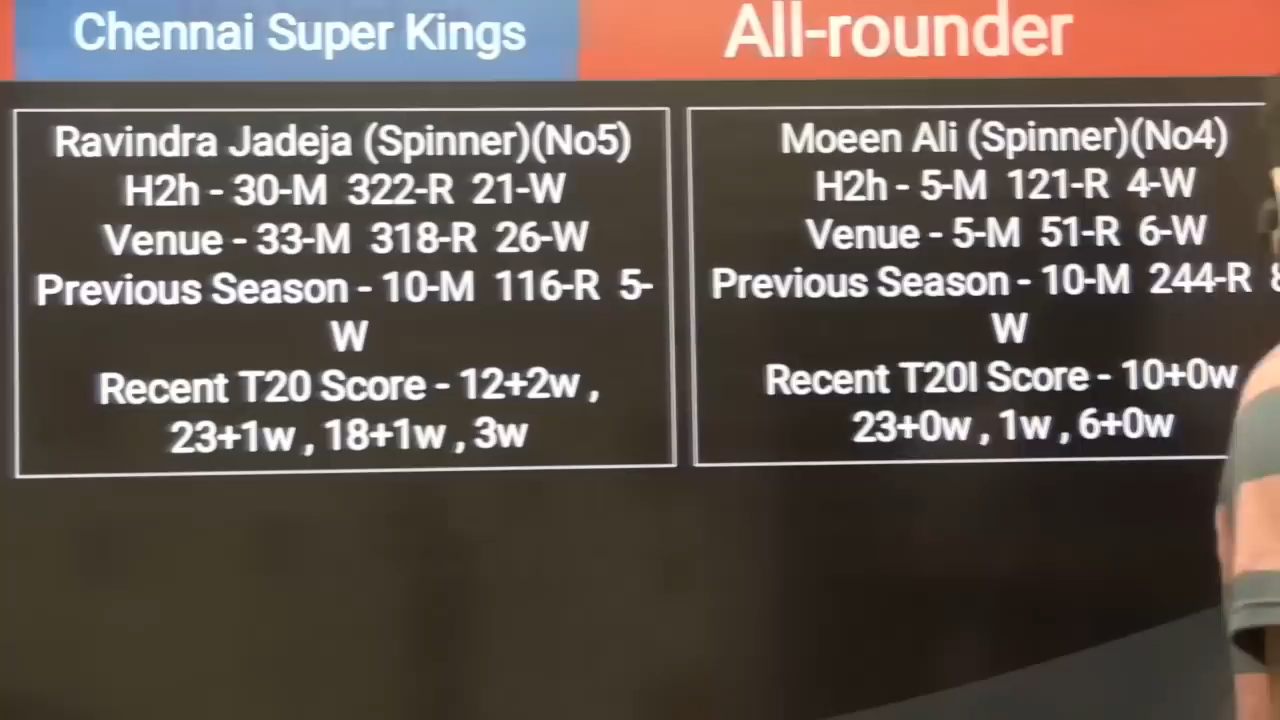 Chennai Super Kings
All-rounder
Ravindra Jadeja (Spinner)(No5)
H2h - 30-M 322-R 21-W
Venue - 33-M 318-R 26-W
Previous Season - 10-M 116-R 5-
W
Recent T20 Score - 12+2w ,
23+1w , 18+1w , 3w
Moeen Ali (Spinner)(No4)
H2h - 5-M 121-R 4-W
Venue - 5-M 51-R 6-W
Previous Season - 10-M 244-R
W
Recent T20I Score - 10+0w
23+0w , 1w , 6+0w